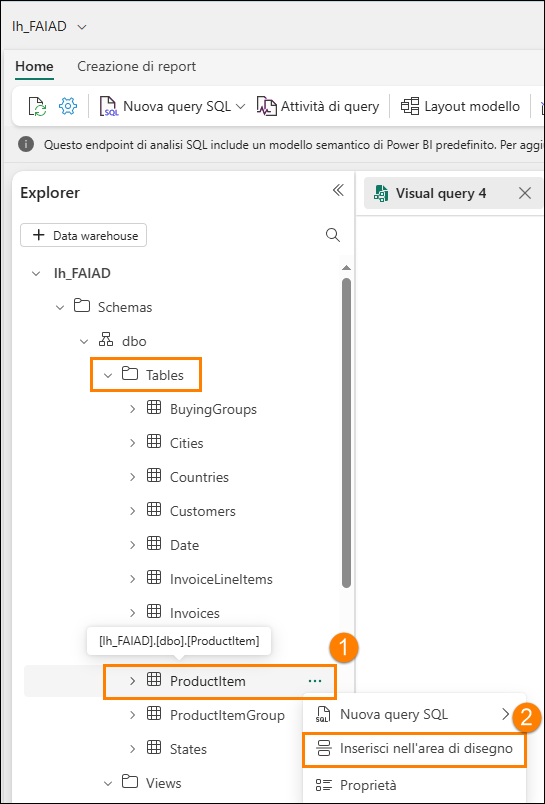 lh_FAIAD
Home Creazione di report
Nuova query SQL Attività di query Layout modello
Questo endpoint di analisi SQL include un modello semantico di Power BI predefinito. Per aggi
Explorer
Visual query 4
+ Data warehouse
lh_FAIAD
Schemas
dbo
Tables
BuyingGroups
Cities
Countries
Customers
Date
InvoiceLineItems
Invoices
[lh_FAIAD].[dbo].[ProductItem]
1
ProductItem ...
Nuova query SQL
2
ProductItemGroup
Inserisci nell'area di disegno
States
Views
Proprietà